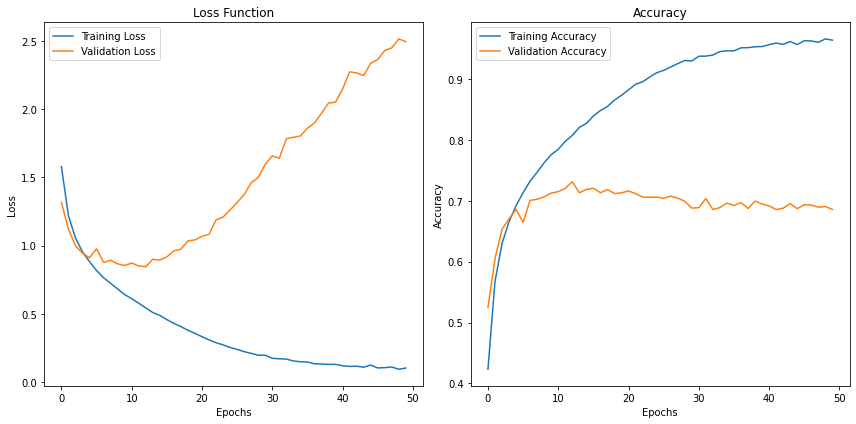 Loss Function
Training Loss
Validation Loss
2.5
2.0
1.5
1.0
0.5
0.0
Loss
0
10
20
30
40
50
Epochs
Accuracy
Training Accuracy
Validation Accuracy
0.9
0.8
0.7
0.6
0.5
0.4
Accuracy
0
10
20
30
40
50
Epochs